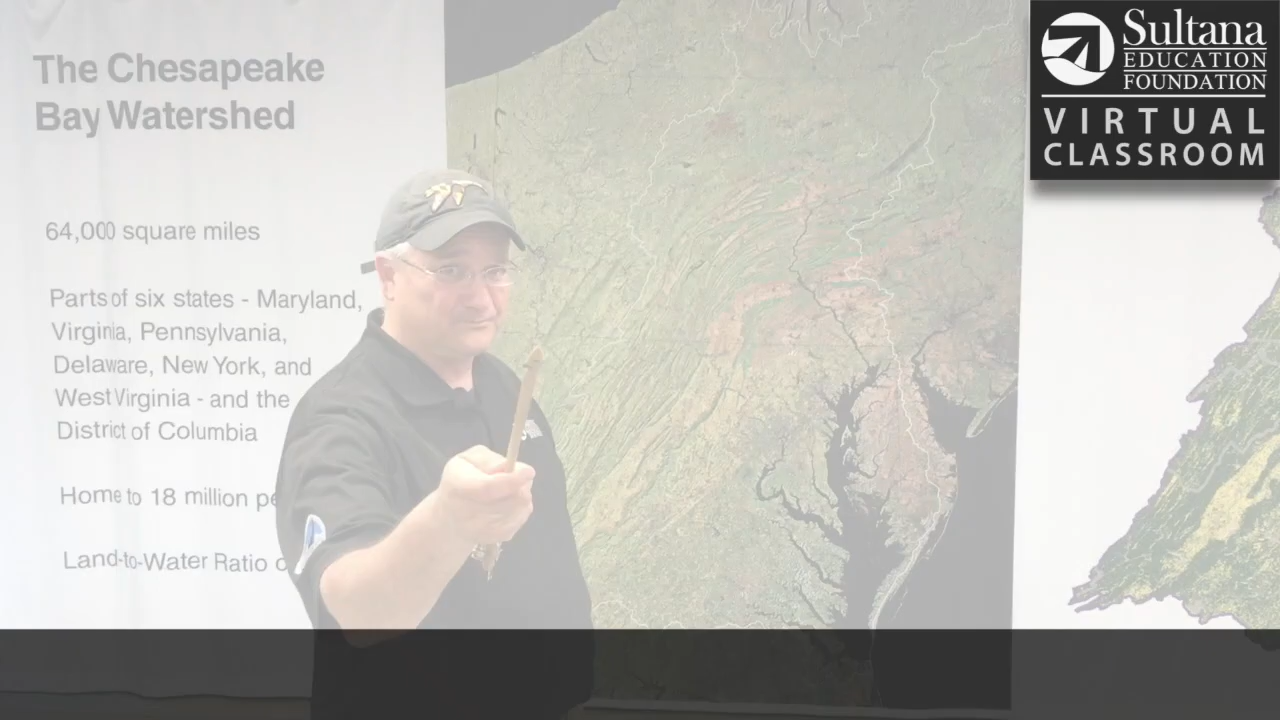 The Chesapeake
Bay Watershed
64,000 square miles
Parts of six states - Maryland,
Virginia, Pennsylvania,
Delaware, New York, and
West Virginia - and the
District of Columbia
Home to 18 million
Land-to-Water Ratio
Sultana
EDUCATION
FOUNDATION
VIRTUAL
CLASSROOM